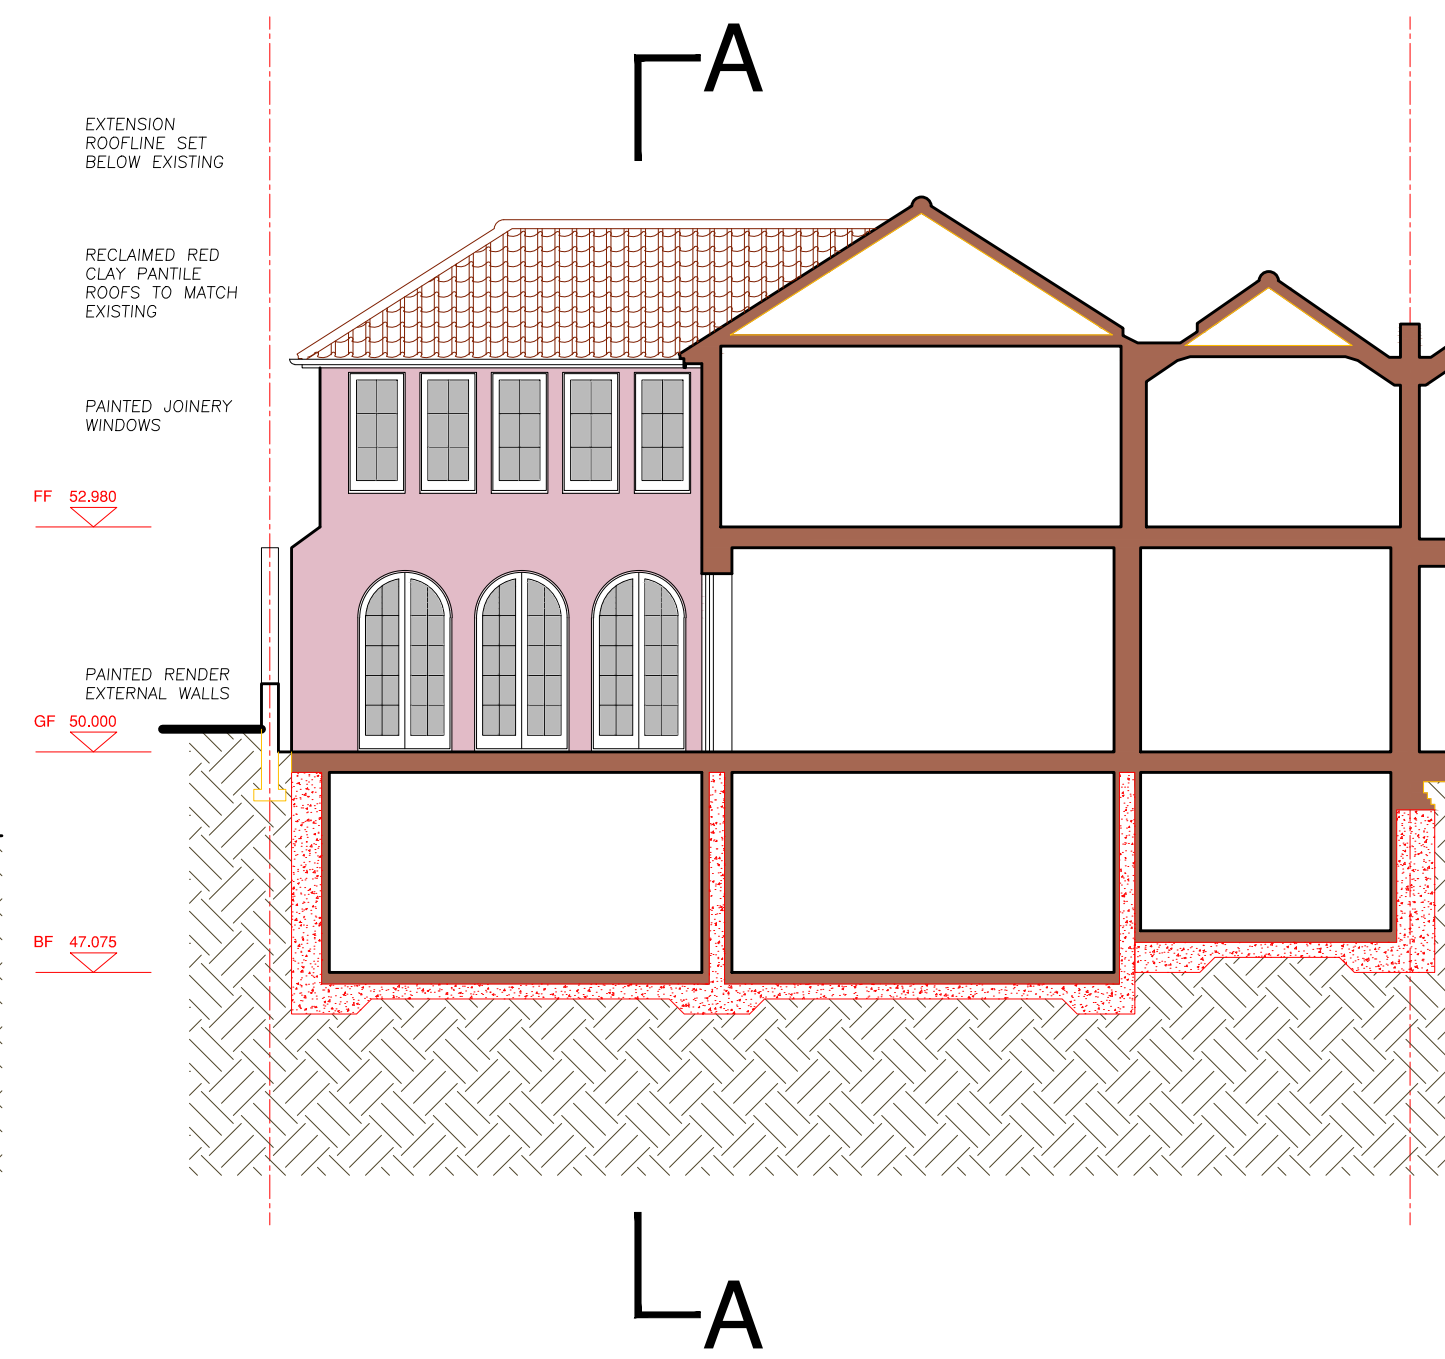 A
EXTENSION
ROOFLINE SET
BELOW EXISTING
RECLAIMED RED
CLAY PANTILE
ROOFS TO MATCH
EXISTING
PAINTED JOINERY
WINDOWS
FF 52.980
PAINTED RENDER
EXTERNAL WALLS
GF 50.000
BF 47.075
A